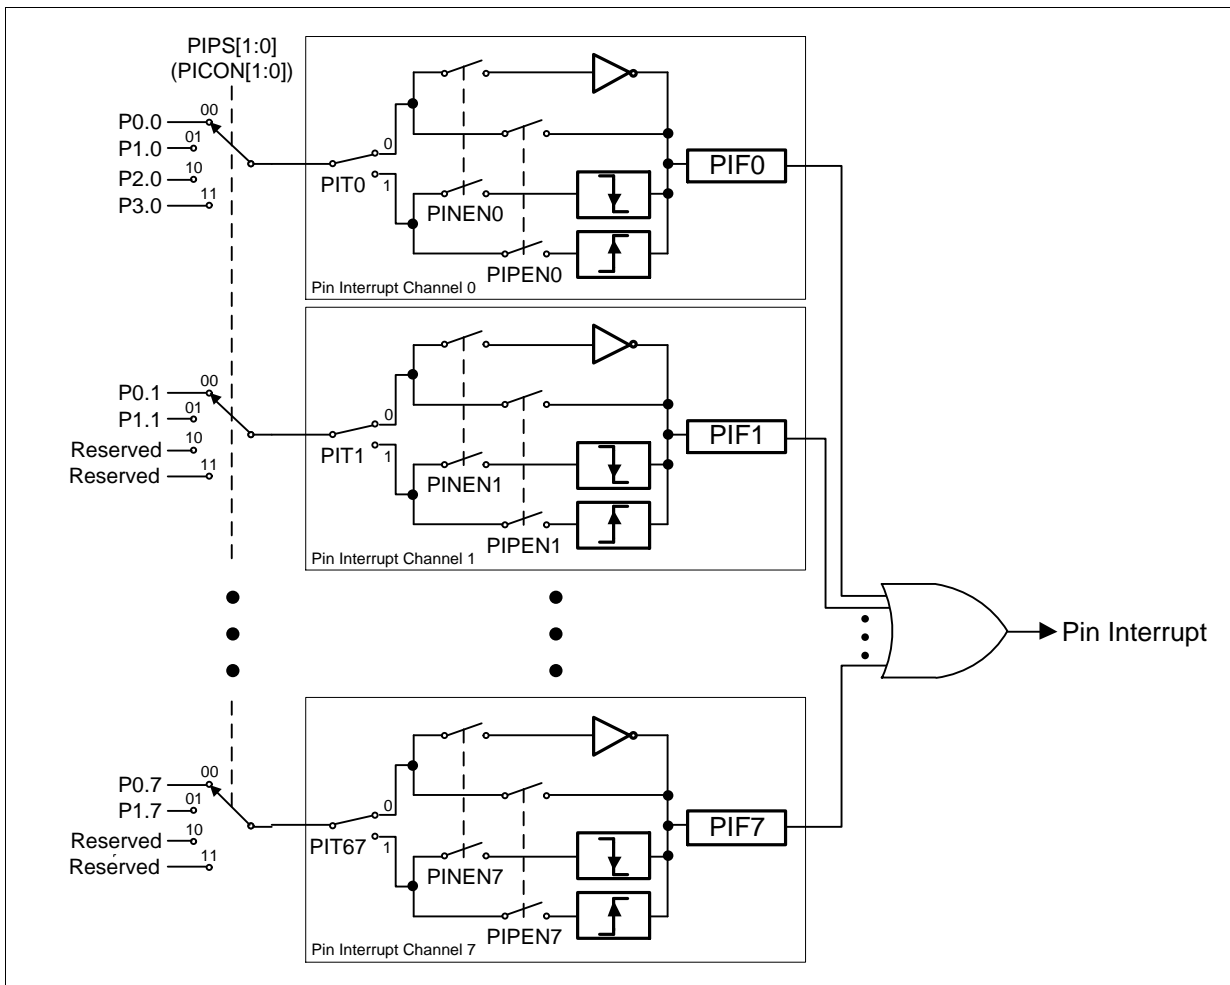 PIPS[1:0]
(PICON[1:0])
P0.0
00
P1.0
01
P2.0
10
P3.0
11
PIT0
0
1
PINEN0
PIPEN0
PIF0
Pin Interrupt Channel 0
P0.1
00
P1.1
01
Reserved
10
Reserved
11
PIT1
0
1
PINEN1
PIPEN1
PIF1
Pin Interrupt Channel 1
Pin Interrupt
P0.7
00
P1.7
01
Reserved
10
Reserved
11
PIT67
0
1
PINEN7
PIPEN7
PIF7
Pin Interrupt Channel 7